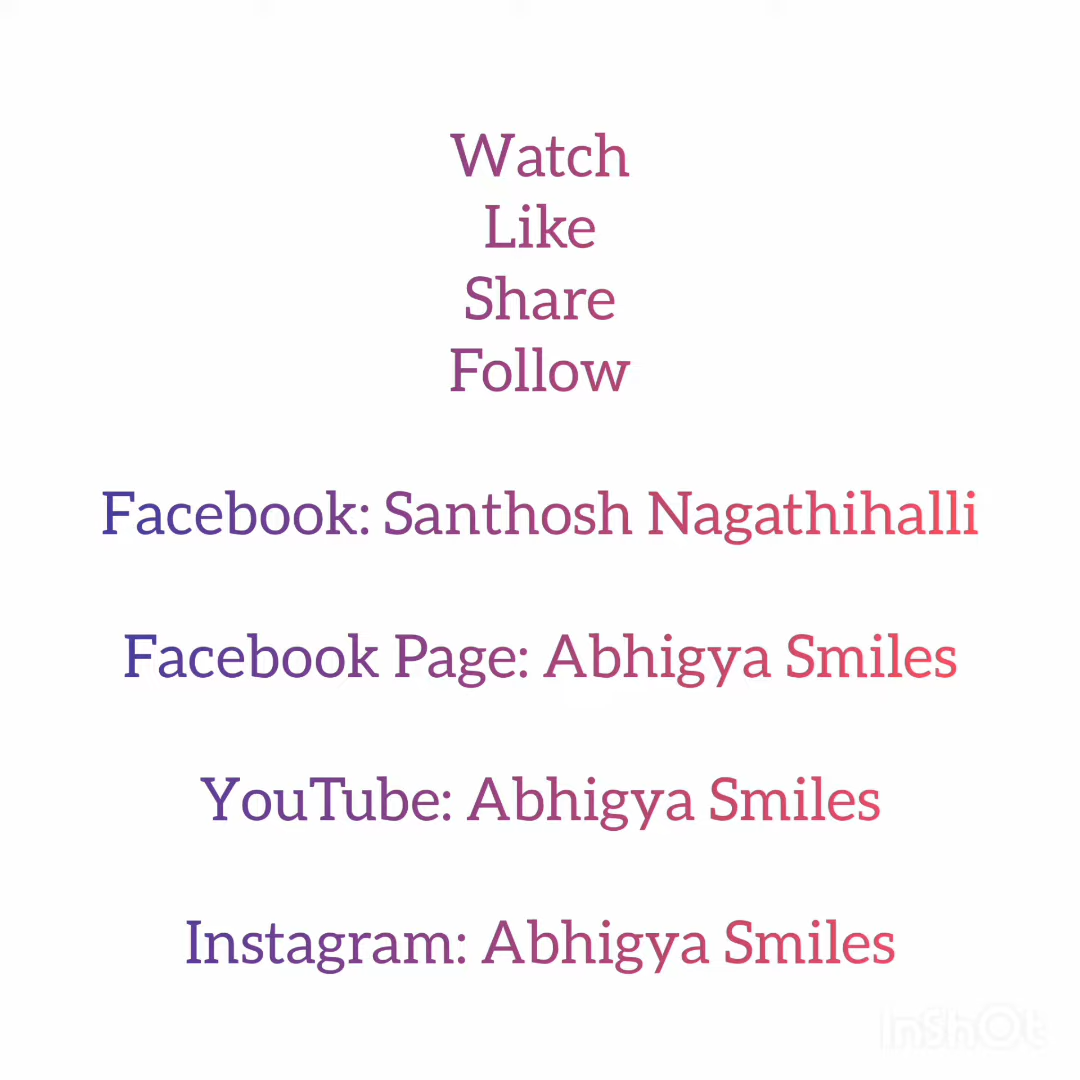 Watch
Like
Share
Follow
Facebook: Santhosh Nagathihalli
Facebook Page: Abhigya Smiles
YouTube: Abhigya Smiles
Instagram: Abhigya Smiles
InShOt